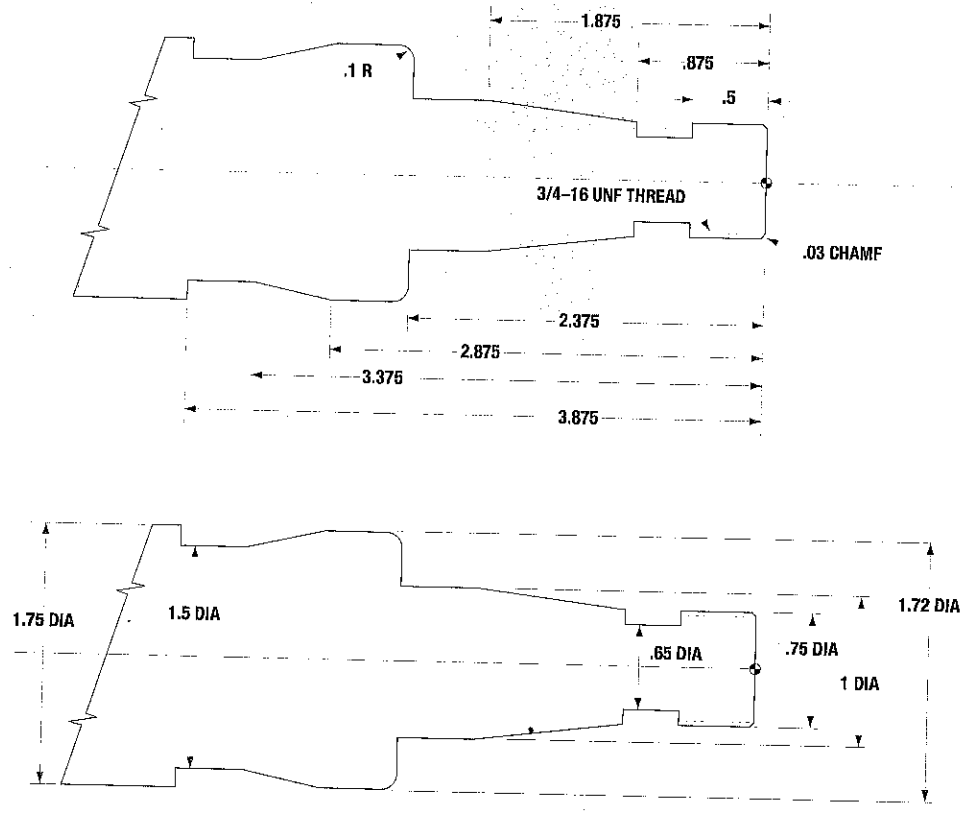 1.875
.875
.1 R
.5
3/4–16 UNF THREAD
.03 CHAMF
2.375
2.875
3.375
3.875
1.75 DIA
1.5 DIA
.65 DIA
.75 DIA
1 DIA
1.72 DIA